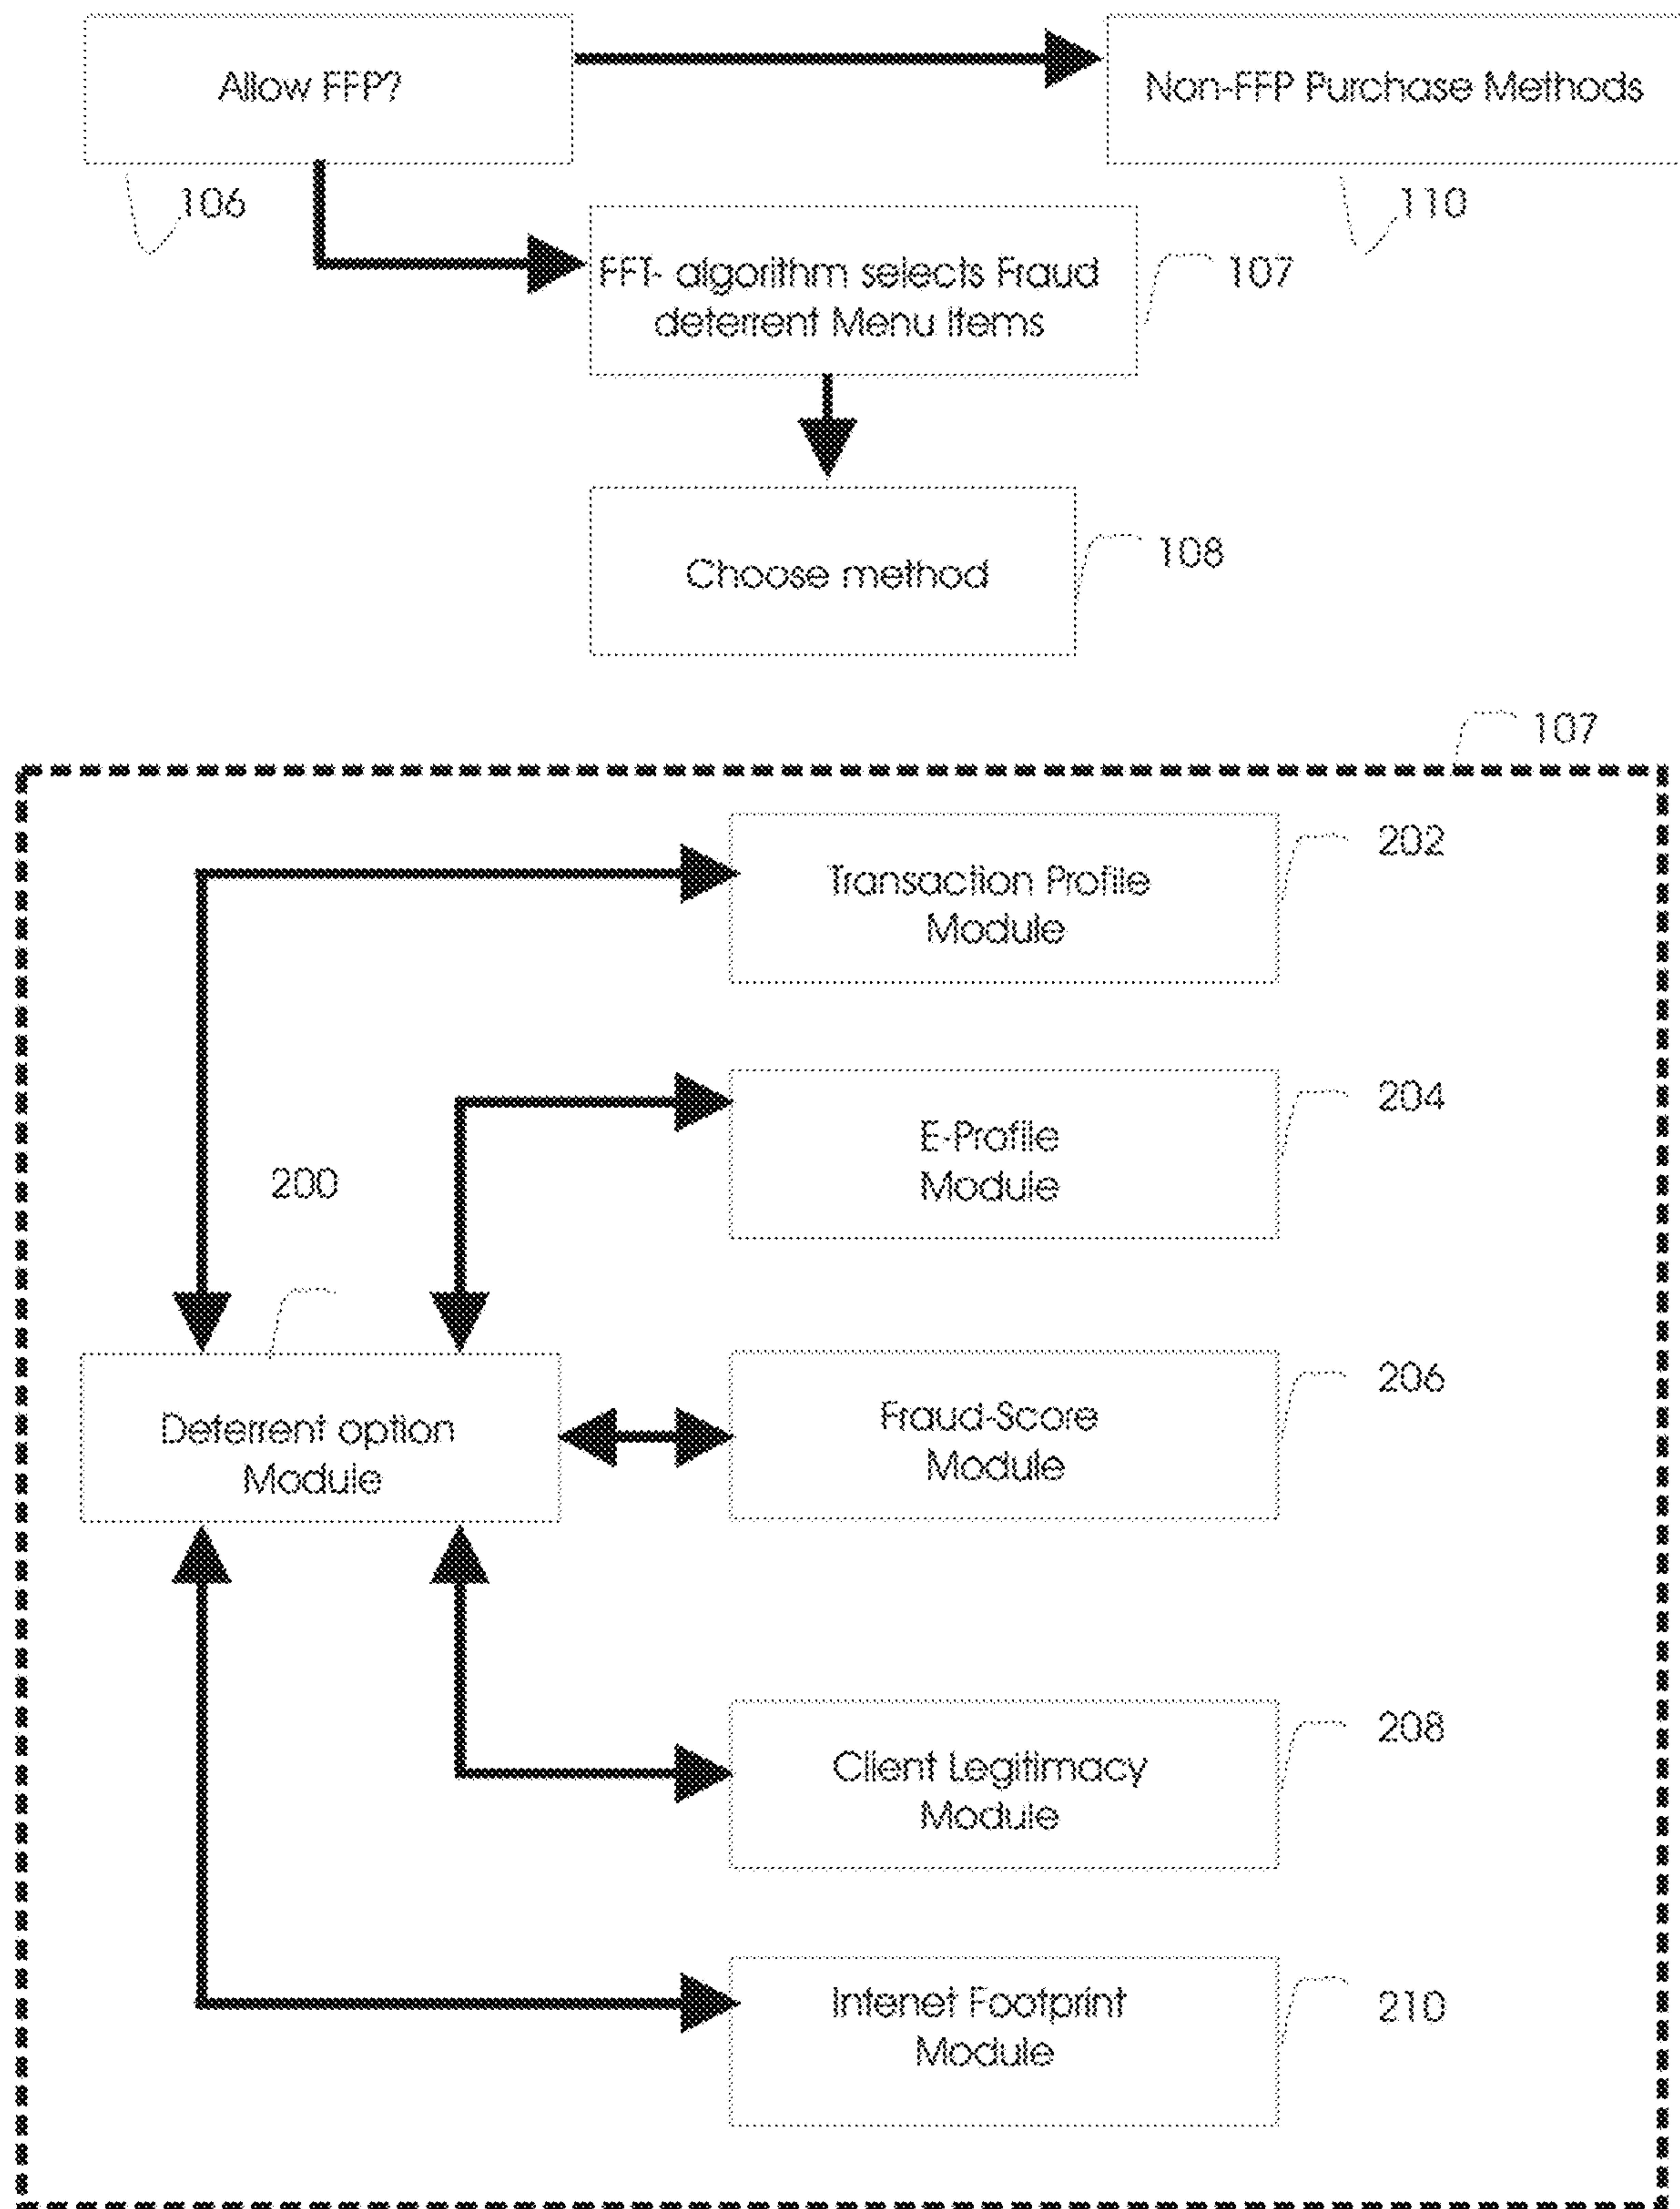 Allow FFP?
Non-FFP Purchase Methods
106
110
FFT- algorithm selects Fraud
deterrent Menu Items
107
Choose method
108
107
Transaction Profile
Module
202
E-Profile
Module
204
200
Deterrent option
Module
Fraud-Score
Module
206
Client Legitimacy
Module
208
Intenet Footprint
Module
210